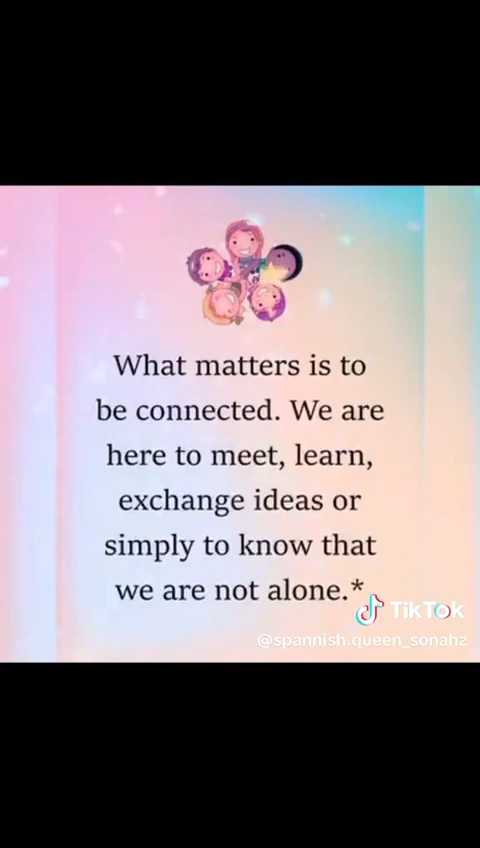 What matters is to
be connected. We are
here to meet, learn,
exchange ideas or
simply to know that
we are not alone.*
TikTok
@spannish.queen_sonahz